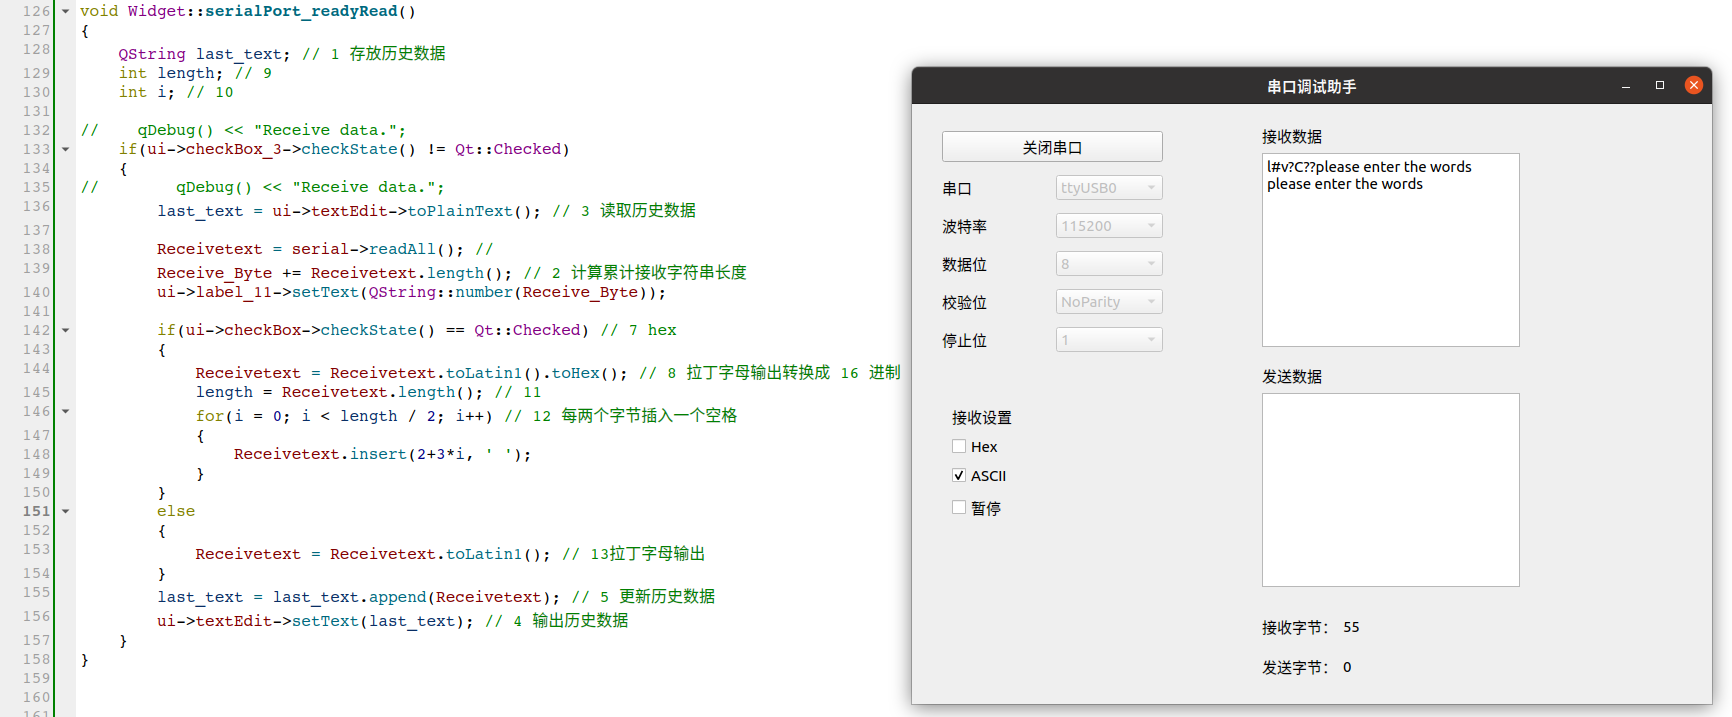 126 void Widget::serialPort_readyRead()
127 {
128 QString last_text; // 1 存放历史数据
129 int length; // 9
130 int i; // 10
131
132 // qDebug() << "Receive data.";
133 if(ui->checkBox_3->checkState() != Qt::Checked)
134 {
135 // qDebug() << "Receive data.";
136 last_text = ui->textEdit->toPlainText(); // 3 读取历史数据
137
138 Receivetext = serial->readAll(); //
139 Receive_Byte += Receivetext.length(); // 2 计算累计接收字符串长度
140 ui->label_11->setText(QString::number(Receive_Byte));
141
142 if(ui->checkBox->checkState() == Qt::Checked) // 7 hex
143 {
144 Receivetext = Receivetext.toLatin1().toHex(); // 8 拉丁字母输出转换成 16 进制
145 length = Receivetext.length(); // 11
146 for(i = 0; i < length / 2; i++) // 12 每两个字节插入一个空格
147 {
148 Receivetext.insert(2+3*i, ' ');
149 }
150 }
151 else
152 {
153 Receivetext = Receivetext.toLatin1(); // 13拉丁字母输出
154 }
155 last_text = last_text.append(Receivetext); // 5 更新历史数据
156 ui->textEdit->setText(last_text); // 4 输出历史数据
157 }
158 }
159
160
161
串口调试助手
关闭串口
串口 ttyUSB0
波特率 115200
数据位 8
校验位 NoParity
停止位 1
接收设置
Hex
ASCII
暂停
接收数据
l#v?C??please enter the words
please enter the words
发送数据
接收字节： 55
发送字节： 0